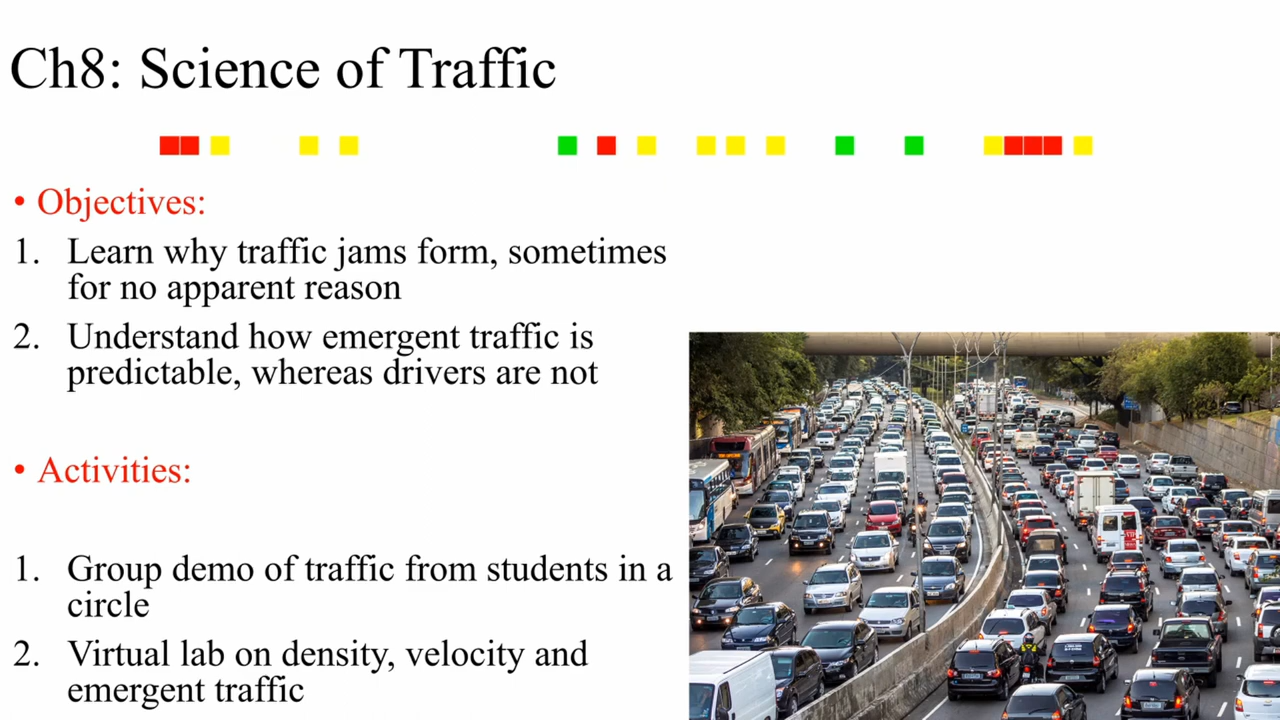 Ch8: Science of Traffic
• Objectives:
1. Learn why traffic jams form, sometimes
for no apparent reason
2. Understand how emergent traffic is
predictable, whereas drivers are not
• Activities:
1. Group demo of traffic from students in a
circle
2. Virtual lab on density, velocity and
emergent traffic